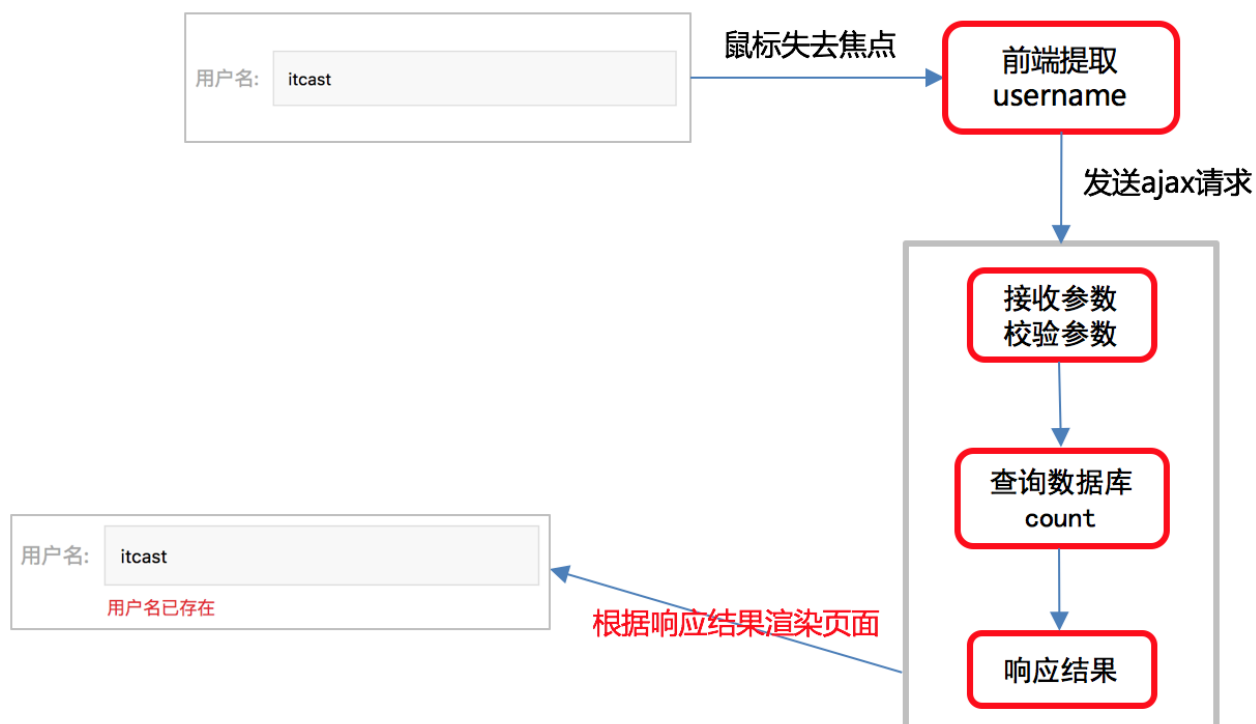 用户名:
itcast
鼠标失去焦点
前端提取
username
发送ajax请求
接收参数
校验参数
查询数据库
count
响应结果
根据响应结果渲染页面
用户名:
itcast
用户名已存在